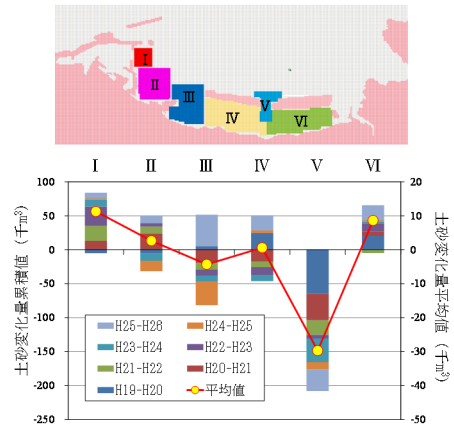 I
II
III
IV
V
VI
I II III IV V VI
100
50
0
-50
-100
-150
-200
-250
土砂変化量累積値（千m³）
20
10
0
-10
-20
-30
-40
-50
土砂変化量平均値（千m³）
H25-H26 H24-H25
H23-H24 H22-H23
H21-H22 H20-H21
H19-H20 平均値